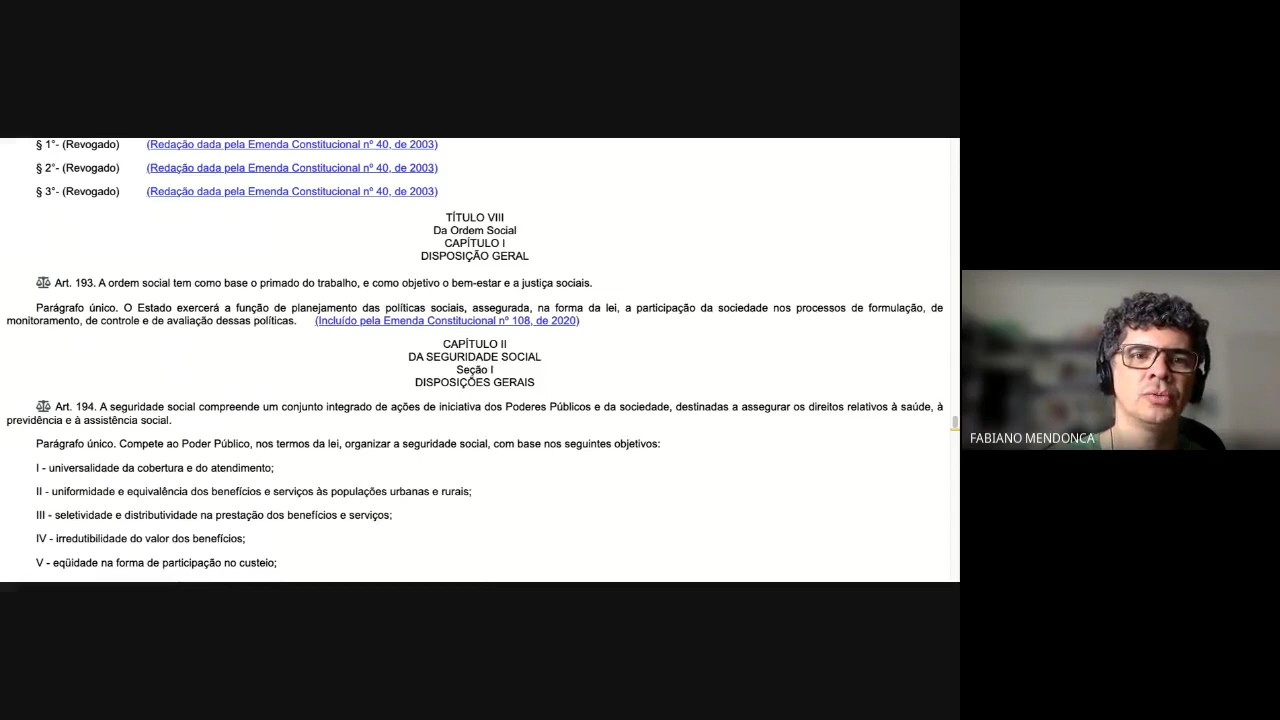 § 1°- (Revogado) (Redação dada pela Emenda Constitucional nº 40, de 2003)
§ 2°- (Revogado) (Redação dada pela Emenda Constitucional nº 40, de 2003)
§ 3°- (Revogado) (Redação dada pela Emenda Constitucional nº 40, de 2003)
TÍTULO VIII
Da Ordem Social
CAPÍTULO I
DISPOSIÇÃO GERAL
Art. 193. A ordem social tem como base o primado do trabalho, e como objetivo o bem-estar e a justiça sociais.
Parágrafo único. O Estado exercerá a função de planejamento das políticas sociais, assegurada, na forma da lei, a participação da sociedade nos processos de formulação, de
monitoramento, de controle e de avaliação dessas políticas. (Incluído pela Emenda Constitucional nº 108, de 2020)
CAPÍTULO II
DA SEGURIDADE SOCIAL
Seção I
DISPOSIÇÕES GERAIS
Art. 194. A seguridade social compreende um conjunto integrado de ações de iniciativa dos Poderes Públicos e da sociedade, destinadas a assegurar os direitos relativos à saúde, à
previdência e à assistência social.
Parágrafo único. Compete ao Poder Público, nos termos da lei, organizar a seguridade social, com base nos seguintes objetivos:
I - universalidade da cobertura e do atendimento;
II - uniformidade e equivalência dos benefícios e serviços às populações urbanas e rurais;
III - seletividade e distributividade na prestação dos benefícios e serviços;
IV - irredutibilidade do valor dos benefícios;
V - eqüidade na forma de participação no custeio;
FABIANO MENDONCA